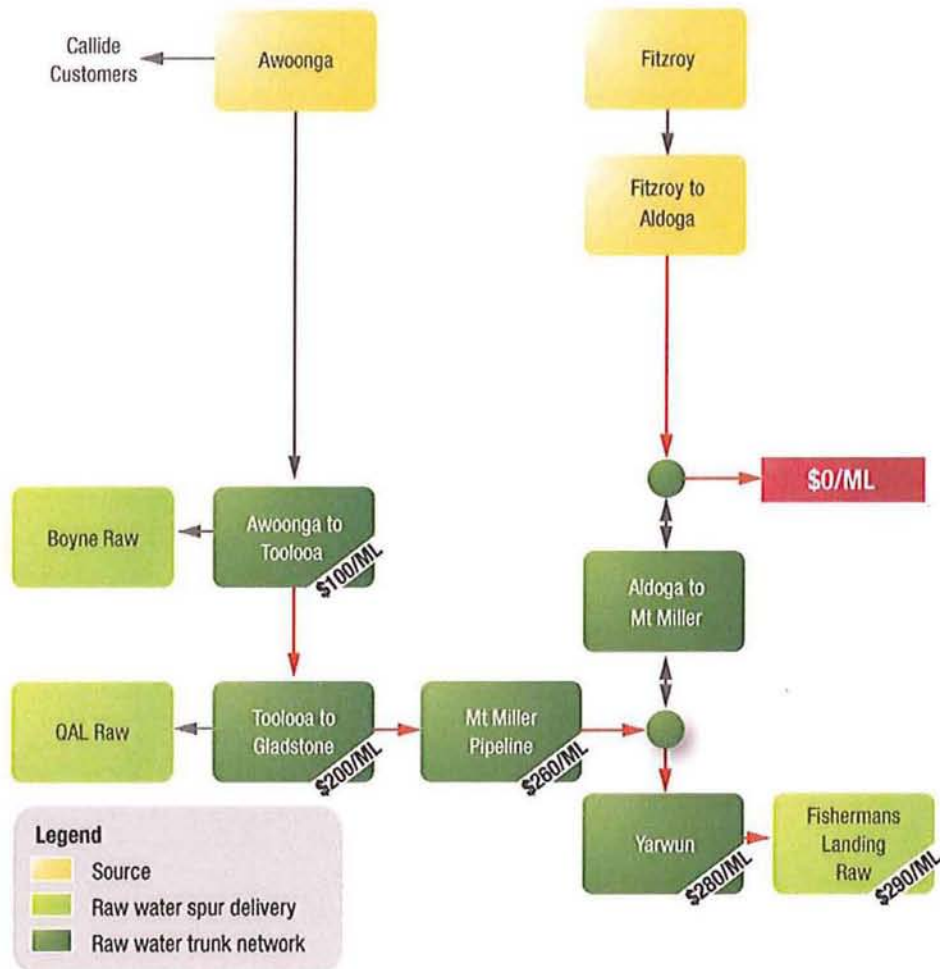 Callide
Customers
Awoonga
Fitzroy
Fitzroy to
Aldoga
$0/ML
Boyne Raw
Awoonga to
Toolooa
$100/ML
Aldoga to
Mt Miller
QAL Raw
Toolooa to
Gladstone
$200/ML
Mt Miller
Pipeline
$260/ML
Yarwun
$280/ML
Fishermans
Landing
Raw
$290/ML
Legend
Source
Raw water spur delivery
Raw water trunk network